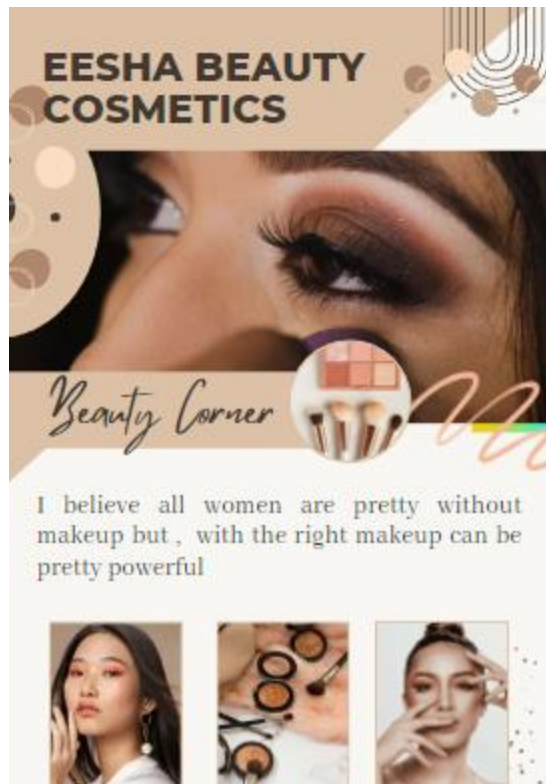 EESHA BEAUTY
COSMETICS
Beauty Corner
I believe all women are pretty without
makeup but , with the right makeup can be
pretty powerful